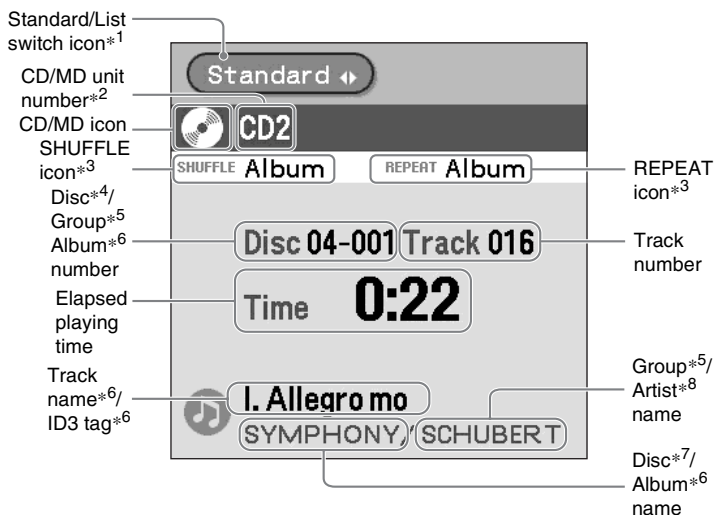 Standard/List
switch icon*1
CD/MD unit
number*2
CD/MD icon
SHUFFLE
icon*3
Disc*4/
Group*5
Album*6
number
Elapsed
playing
time
Track
name*6/
ID3 tag*6
Standard
CD2
SHUFFLE Album
REPEAT Album
Disc 04-001
Track 016
Time 0:22
I. Allegro mo
SYMPHONY/SCHUBERT
REPEAT
icon*3
Track
number
Group*5/
Artist*8
name
Disc*7/
Album*6
name